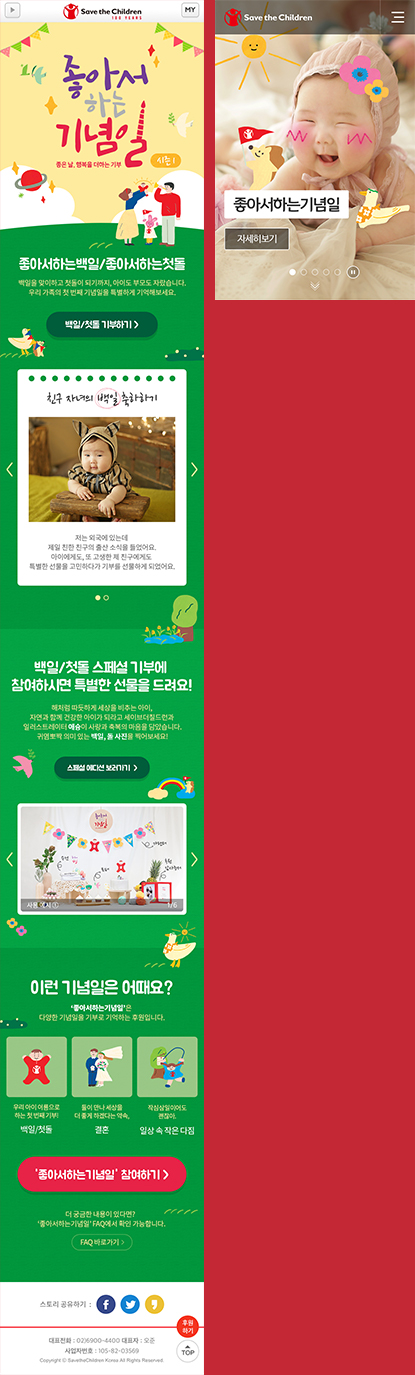 Save the Children
100 YEARS
MY
좋아서
하는
기념일
시즌 1
좋은 날, 행복을 더하는 기부
좋아서하는백일/좋아서하는첫돌
백일을 맞이하고 첫돌이 되기까지, 아이도 부모도 자랐습니다.
우리 가족의 첫 번째 기념일을 특별하게 기억해보세요.
백일/첫돌 기부하기 >
친구 자녀의 백일 축하하기
저는 외국에 있는데
제일 친한 친구의 출산 소식을 들었어요.
아이에게도, 또 고생한 제 친구에게도
특별한 선물을 고민하다가 기부를 선물하게 되었어요.
백일/첫돌 스페셜 기부에
참여하시면 특별한 선물을 드려요!
해처럼 따듯하게 세상을 비추는 아이,
자연과 함께 건강한 아이가 되라고 세이브더칠드런과
일러스트레이터 애슝이 사랑과 축복의 마음을 담았습니다.
귀염뽀짝 의미 있는 백일, 돌 사진을 찍어보세요!
스페셜 에디션 보러가기 >
사용 예시 ①
1/6
이런 기념일은 어때요?
'좋아서하는기념일'은
다양한 기념일을 기부로 기억하는 후원입니다.
우리 아이 이름으로
하는 첫 번째 기부!
백일/첫돌
둘이 만나 세상을
더 좋게 하겠다는 약속,
결혼
작심삼일이어도
괜찮아.
일상 속 작은 다짐
'좋아서하는기념일' 참여하기 >
더 궁금한 내용이 있다면?
'좋아서하는기념일' FAQ에서 확인 가능합니다.
FAQ 바로가기 >
스토리 공유하기 :
후원
하기
대표전화 : 02)6900-4400 대표자 : 오준
사업자번호 : 105-82-03569
Copyright © SavetheChildren Korea All Rights Reserved.
TOP
Save the Children
좋아서하는기념일
자세히보기